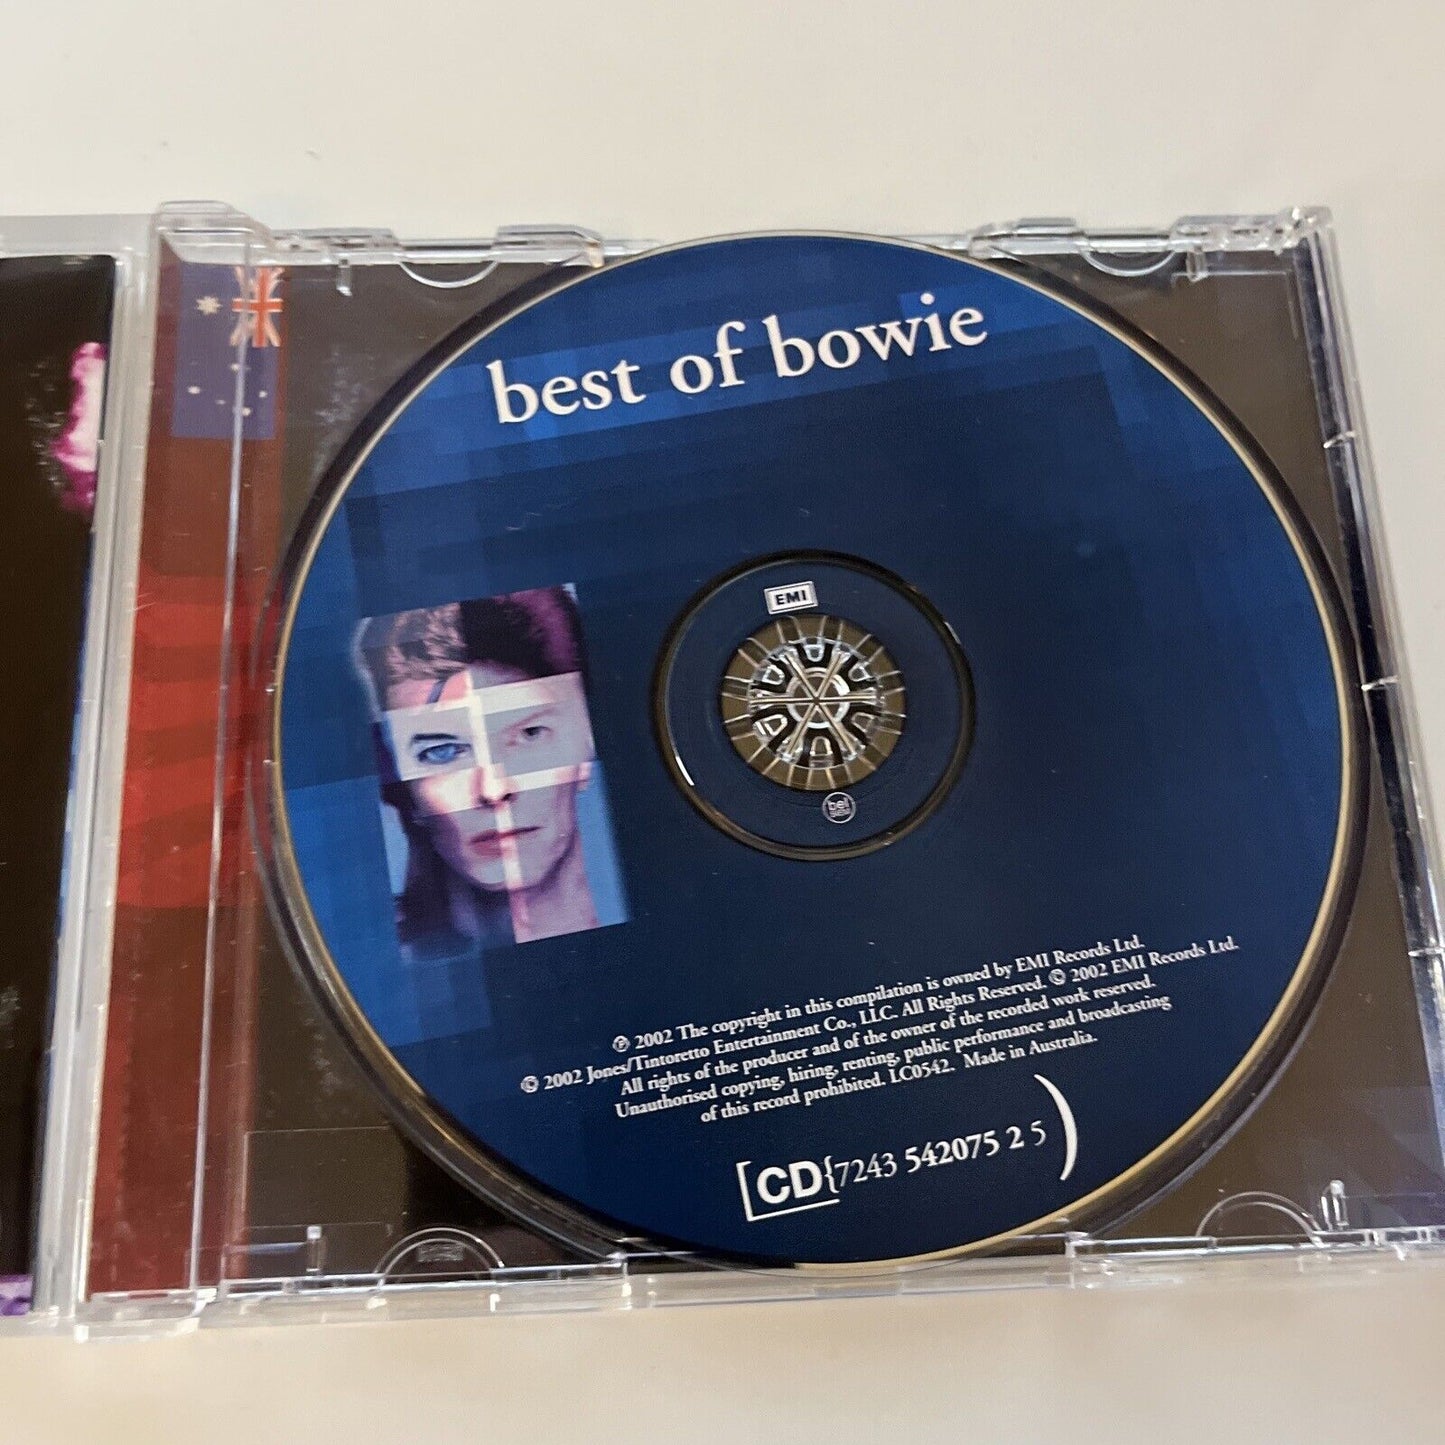 best of bowie
EMI
bel
sed
℗ 2002 The copyright in this compilation is owned by EMI Records Ltd.
© 2002 Jones/Tintoretto Entertainment Co., LLC. All Rights Reserved. © 2002 EMI Records Ltd.
All rights of the producer and of the owner of the recorded work reserved.
Unauthorised copying, hiring, renting, public performance and broadcasting
of this record prohibited. LC0542. Made in Australia.
[CD{7243 542075 2 5)